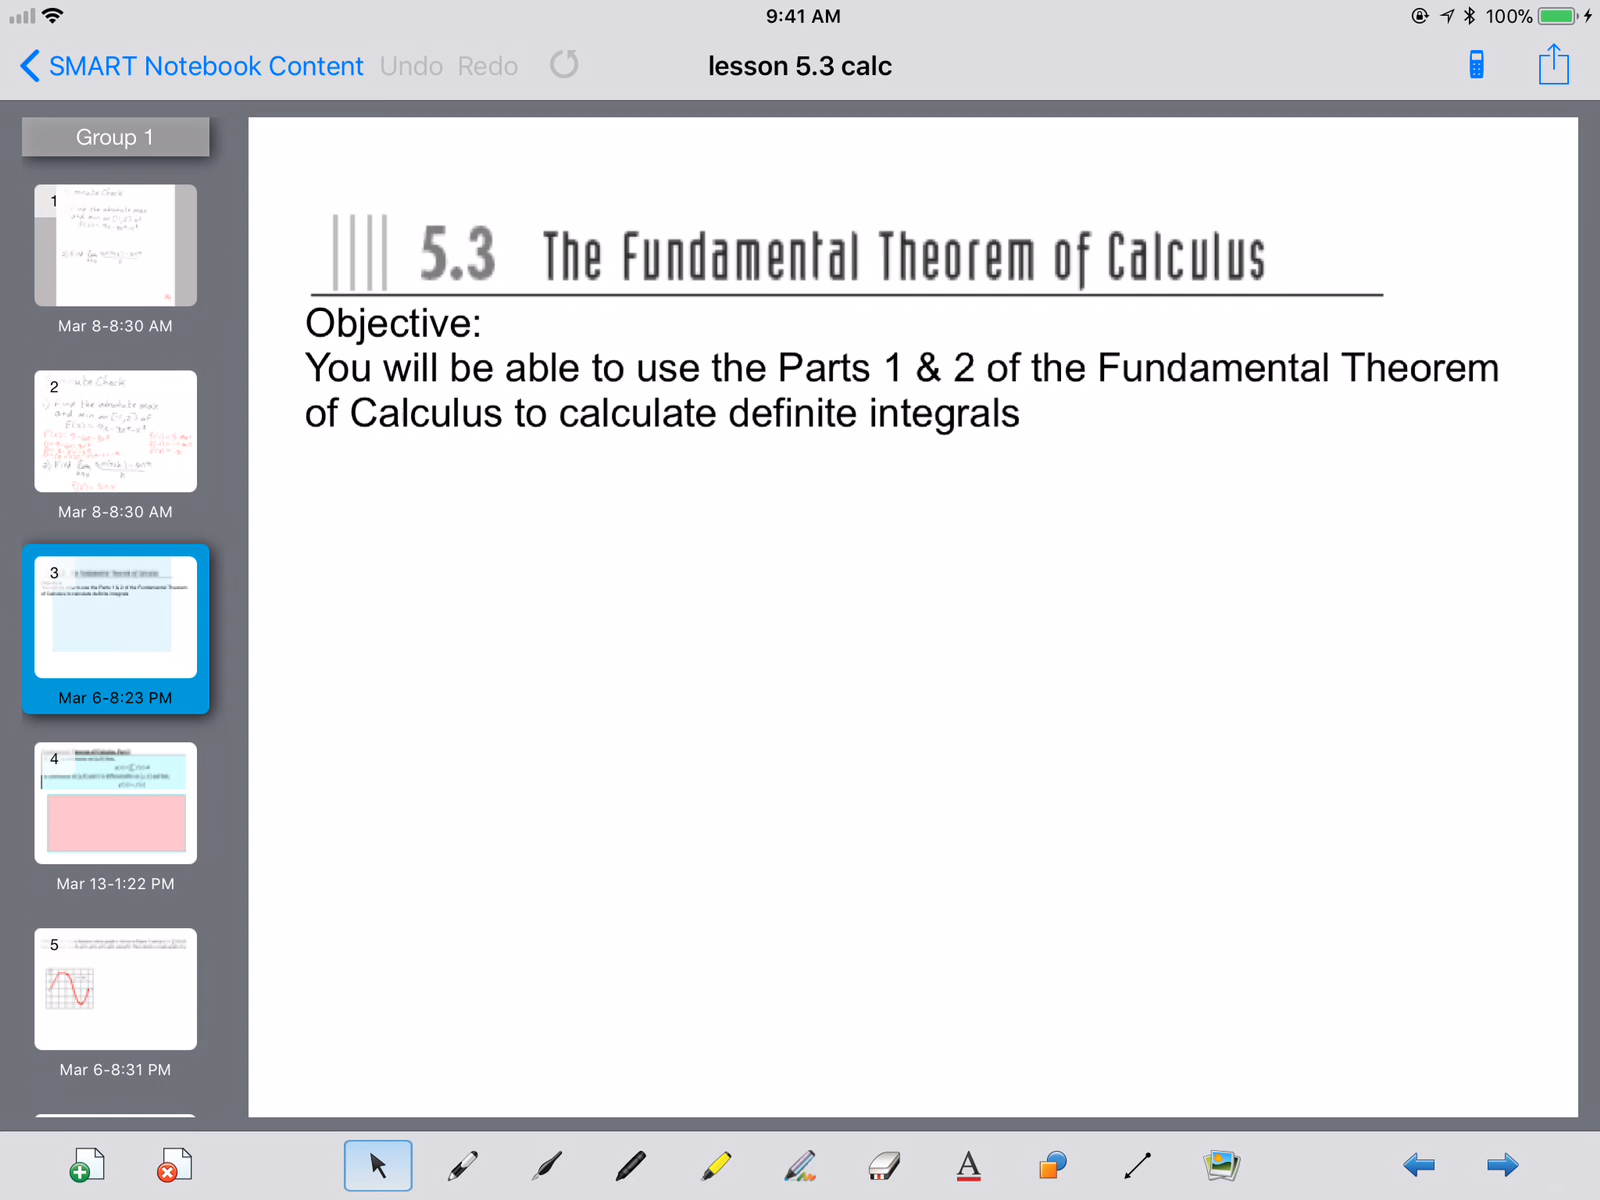 9:41 AM
100%
SMART Notebook Content Undo Redo
lesson 5.3 calc
Group 1
1
Mar 8-8:30 AM
2
Mar 8-8:30 AM
3
Mar 6-8:23 PM
4
Mar 13-1:22 PM
5
Mar 6-8:31 PM
5.3 The Fundamental Theorem of Calculus
Objective:
You will be able to use the Parts 1 & 2 of the Fundamental Theorem
of Calculus to calculate definite integrals
A